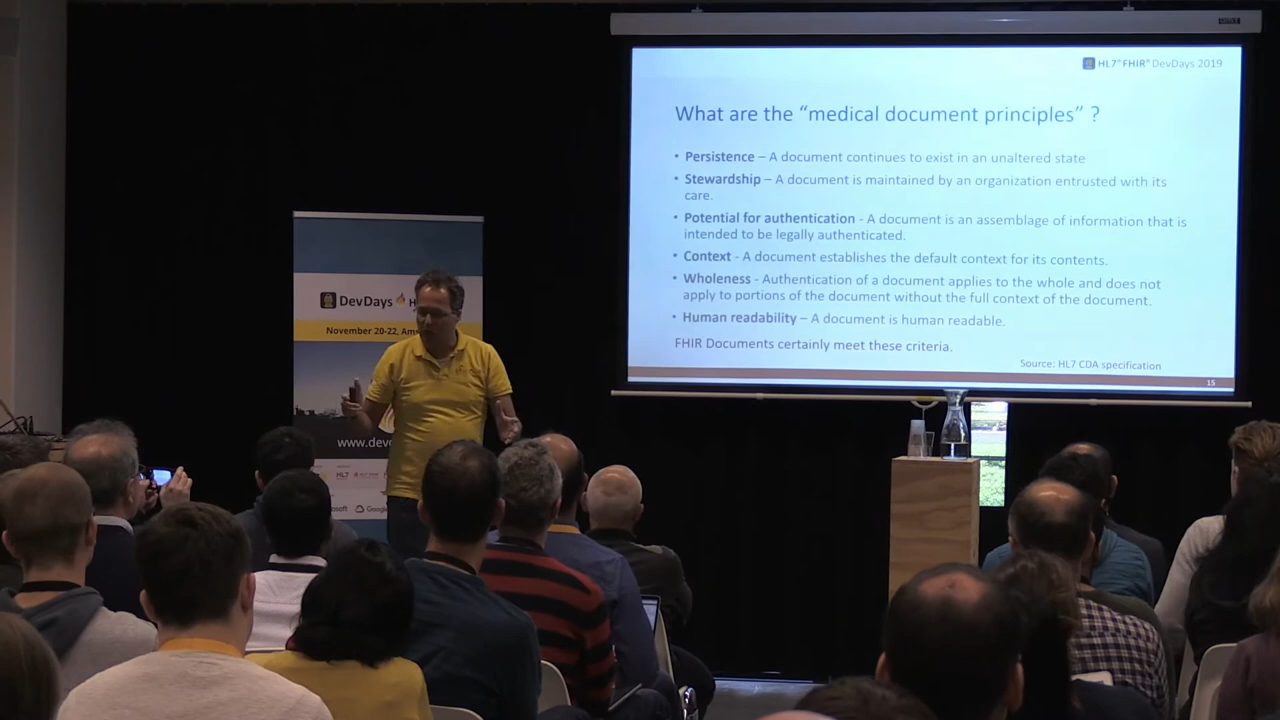 HL7® FHIR® DevDays 2019
What are the “medical document principles” ?
• Persistence – A document continues to exist in an unaltered state
• Stewardship – A document is maintained by an organization entrusted with its
care.
• Potential for authentication - A document is an assemblage of information that is
intended to be legally authenticated.
• Context - A document establishes the default context for its contents.
• Wholeness - Authentication of a document applies to the whole and does not
apply to portions of the document without the full context of the document.
• Human readability – A document is human readable.
FHIR Documents certainly meet these criteria.
Source: HL7 CDA specification
15
DevDays
November 20-22,
www.
HL7
Google